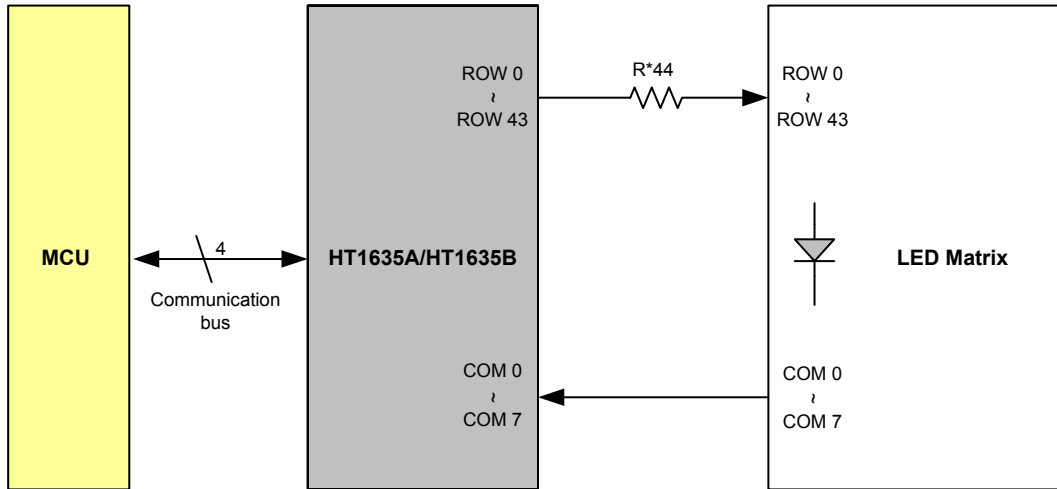 MCU
4
Communication
bus
HT1635A/HT1635B
ROW 0
~
ROW 43
COM 0
~
COM 7
R*44
ROW 0
~
ROW 43
LED Matrix
COM 0
~
COM 7